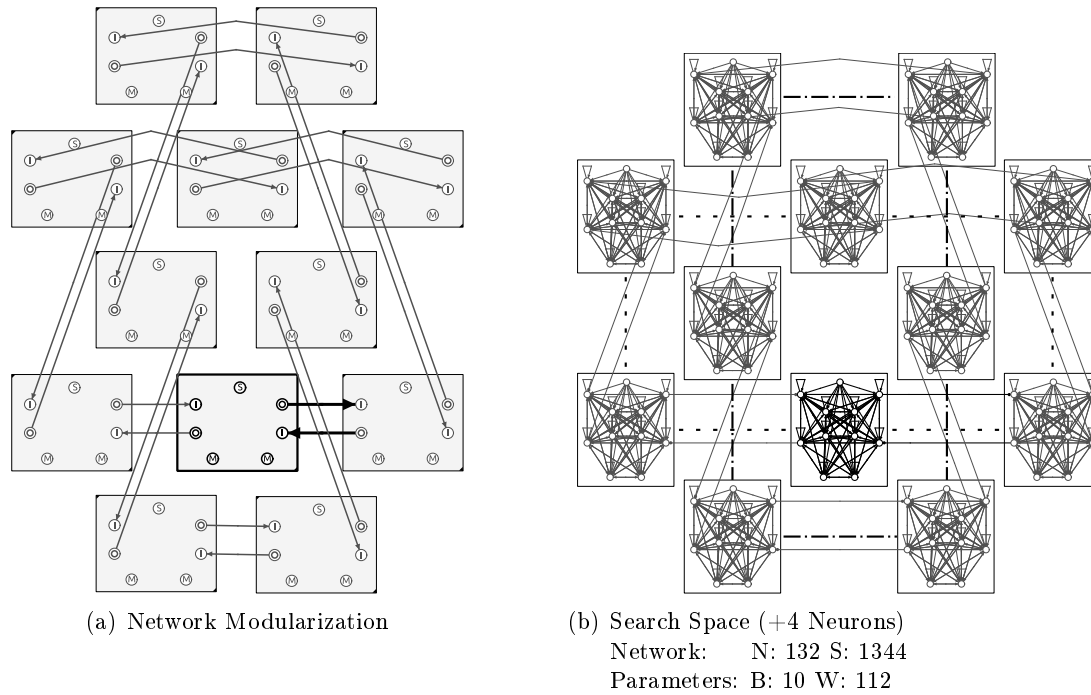 S S
I I
I I
M M M M
S S S
I I I
I I I
M M M M M M
S S
I I
I I
M M M M
S S S
I I I
I I I
M M M M M M
S S
I I
I I
M M M M
(a) Network Modularization
(b) Search Space (+4 Neurons)
Network: N: 132 S: 1344
Parameters: B: 10 W: 112